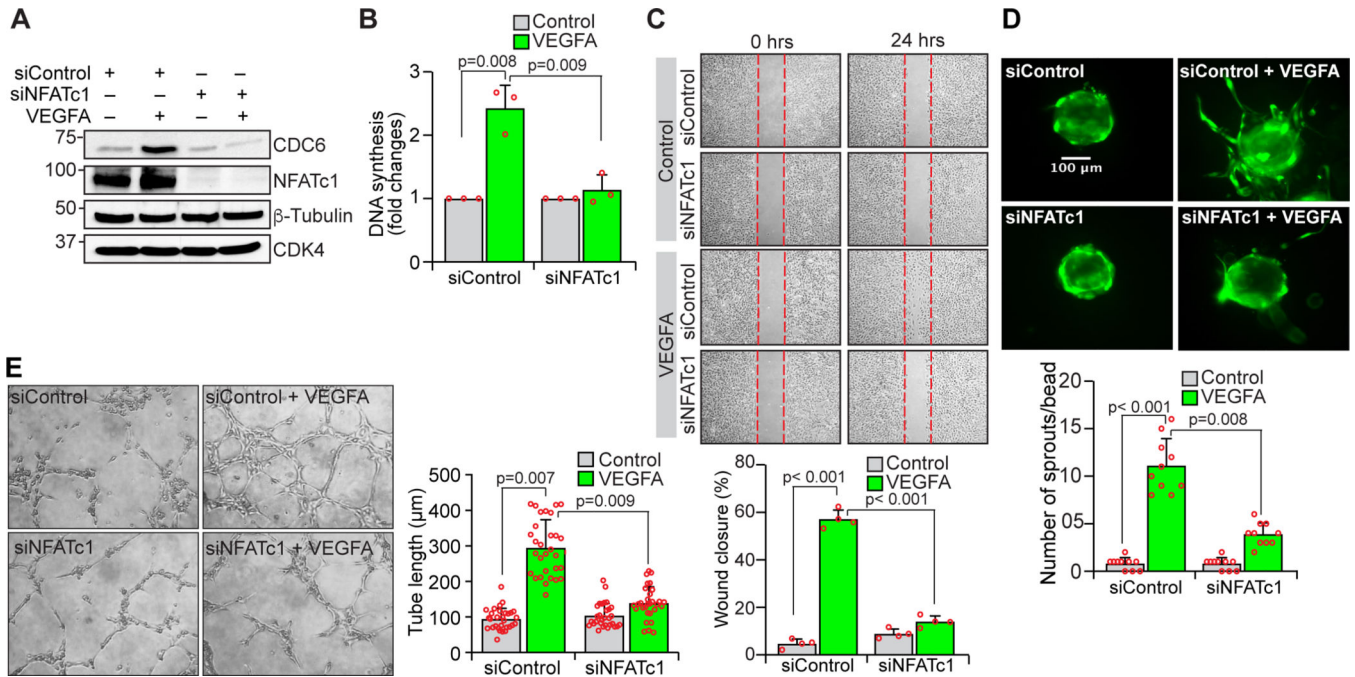 A
siControl + + – –
siNFATc1 – – + +
VEGFA – + – +
75 CDC6
100 NFATc1
50 β-Tubulin
37 CDK4
B
Control
VEGFA
p=0.008
p=0.009
DNA synthesis
(fold changes)
3
2
1
0
siControl siNFATc1
C
0 hrs 24 hrs
Control
siControl
siNFATc1
VEGFA
siControl
siNFATc1
Control
VEGFA
p< 0.001
p< 0.001
Wound closure (%)
80
60
40
20
0
siControl siNFATc1
D
siControl
siControl + VEGFA
100 µm
siNFATc1
siNFATc1 + VEGFA
Control
VEGFA
p< 0.001
p=0.008
Number of sprouts/bead
20
15
10
05
0
siControl siNFATc1
E
siControl
siControl + VEGFA
siNFATc1
siNFATc1 + VEGFA
Control
VEGFA
p=0.007
p=0.009
Tube length (µm)
500
400
300
200
100
0
siControl siNFATc1